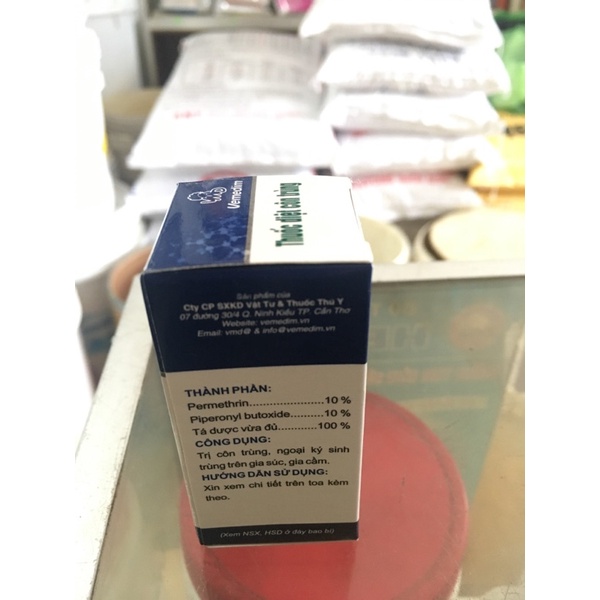 Vemedim
Thuốc diệt côn trùng
Sản phẩm của
Cty CP SXKD Vật Tư & Thuốc Thú Y
07 đường 30/4 Q. Ninh Kiều TP. Cần Thơ
Website: vemedim.vn
Email: vmd@ & info@vemedim.vn
THÀNH PHẦN:
Permethrin......................10 %
Piperonyl butoxide..........10 %
Tá dược vừa đủ............100 %
CÔNG DỤNG:
Trị côn trùng, ngoại ký sinh
trùng trên gia súc, gia cầm.
HƯỚNG DẪN SỬ DỤNG:
Xin xem chi tiết trên toa kèm
theo.
(Xem NSX, HSD ở đáy bao bì)